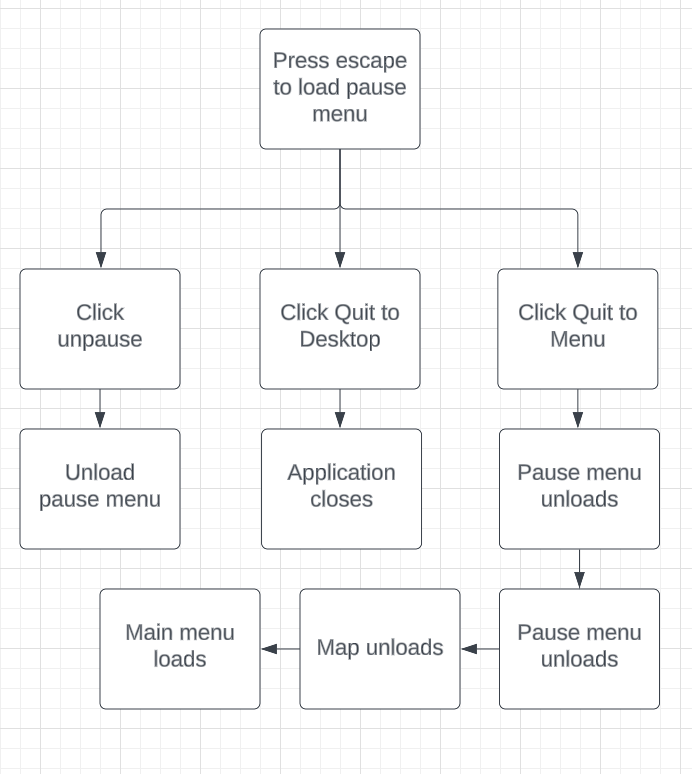 Press escape
to load pause
menu
Click
unpause
Click Quit to
Desktop
Click Quit to
Menu
Unload
pause menu
Application
closes
Pause menu
unloads
Main menu
loads
Map unloads
Pause menu
unloads